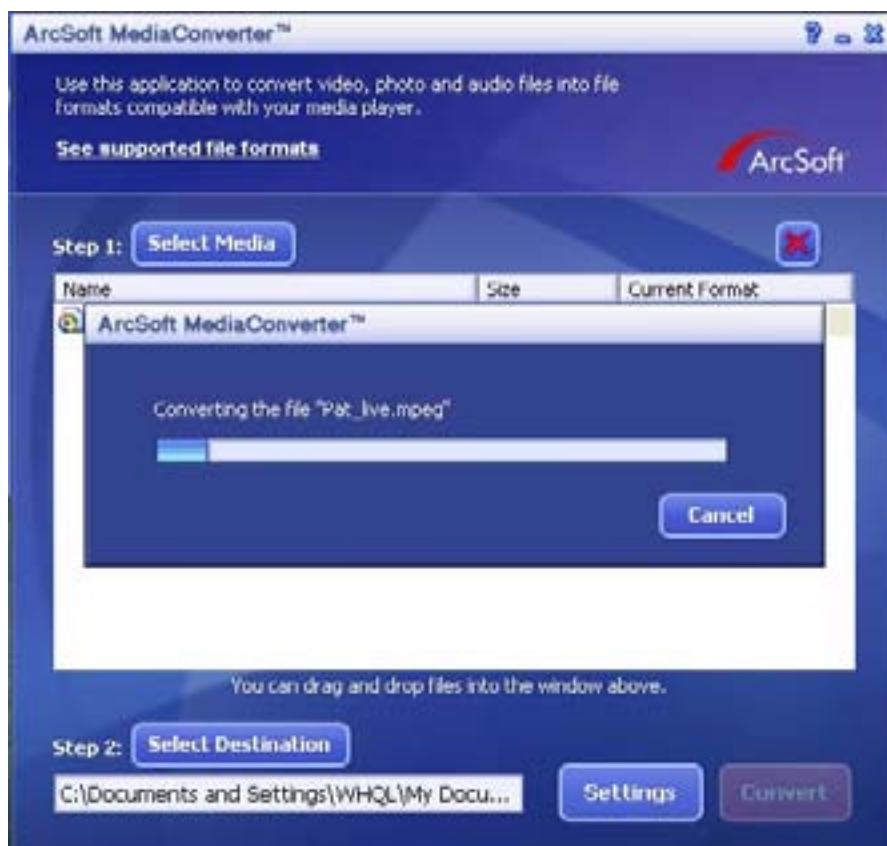 ArcSoft MediaConverter™
Use this application to convert video, photo and audio files into file
formats compatible with your media player.
See supported file formats
ArcSoft
Step 1: Select Media
Name Size Current Format
ArcSoft MediaConverter™
Converting the file "Pat_live.mpeg"
Cancel
You can drag and drop files into the window above.
Step 2: Select Destination
C:\Documents and Settings\WHQL\My Docu... Settings Convert